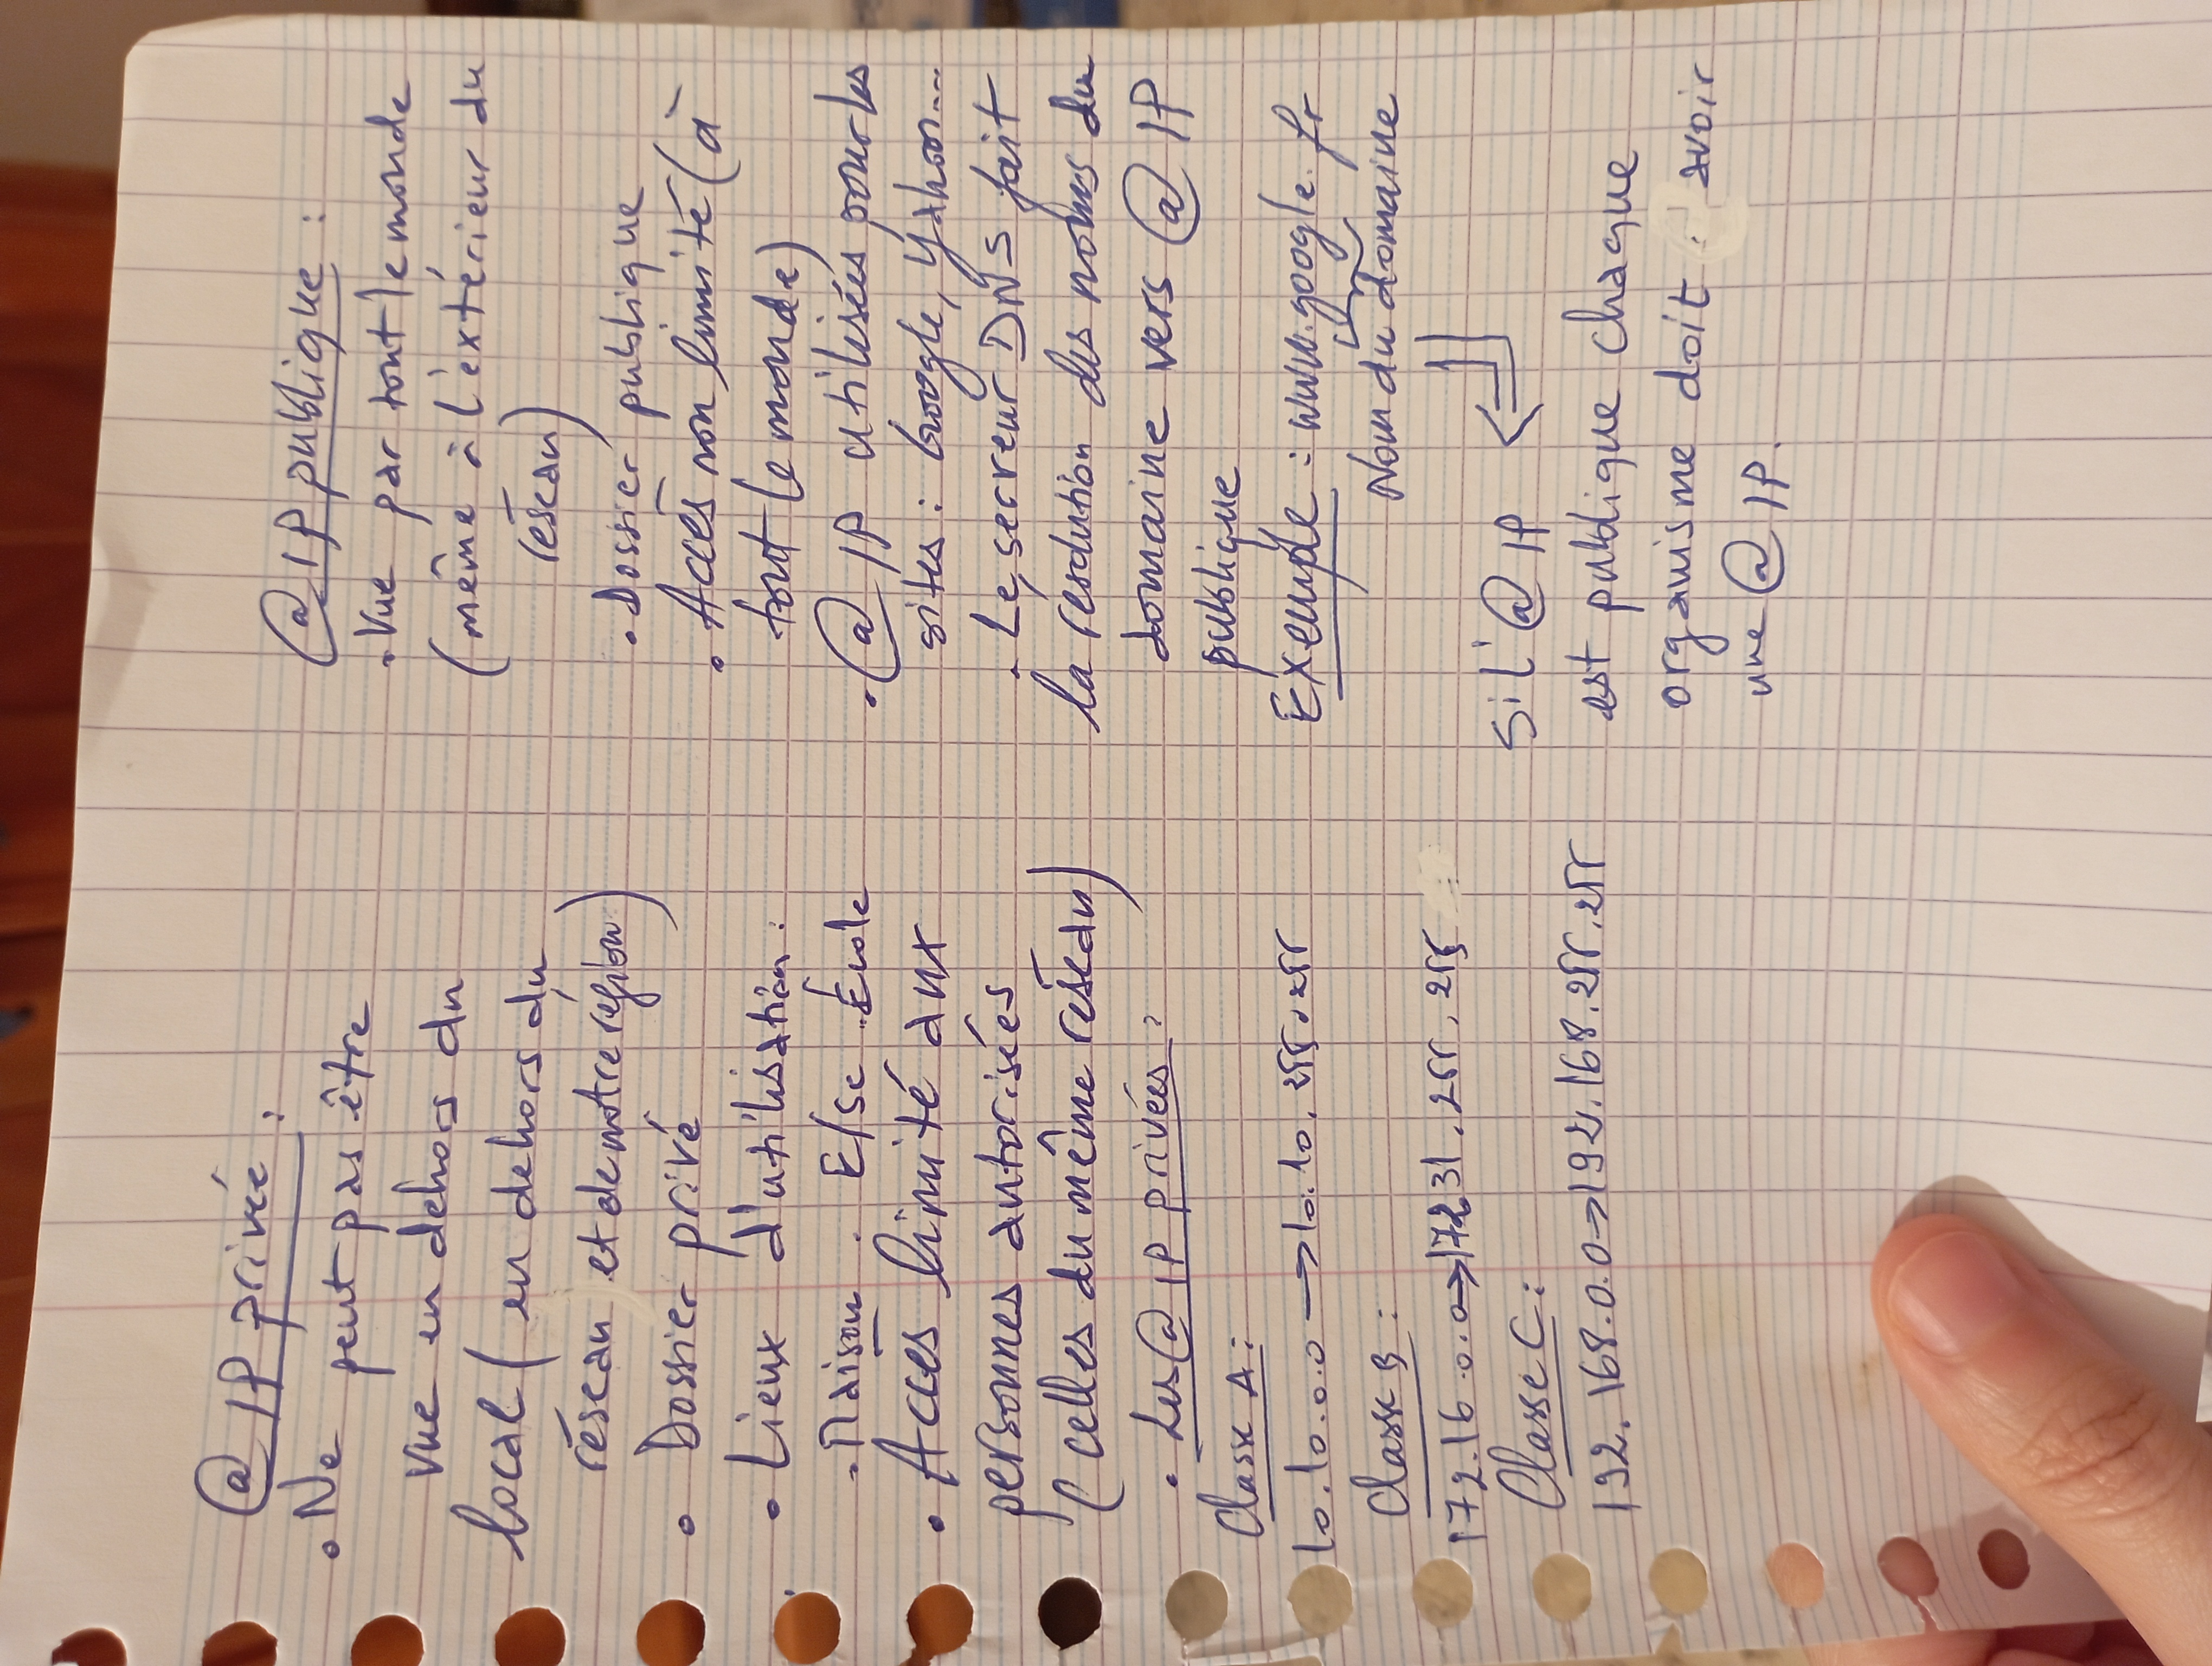 @ IP privée :
• Ne peut pas être
vue en dehors du
local ( en dehors du
réseau et de notre région)
• Dossier privé
• Lieux d'utilisation :
. Maison . E/se . École
• Accès limité aux
personnes autorisées
( celles du même réseau)
. Les @ IP privées :
Classe A :
10.10.0.0 → 10.10.255.255
Classe B :
172.16.0.0 → 172.31.255.255
Classe C :
192.168.0.0 → 192.168.255.255
@ IP publique :
. Vue par tout le monde
(même à l'extérieur du
réseau)
. Dossier publique
. Accès non limité (à
tout le monde)
. @ IP utilisées pour les
sites : Google, Yahoo...
. Le serveur DNS fait
la résolution des noms du
domaine vers @ IP
publique
Exemple : www.google.fr
Nom du domaine
Si l'@ IP
est publique chaque
organisme doit avoir
une @ IP.